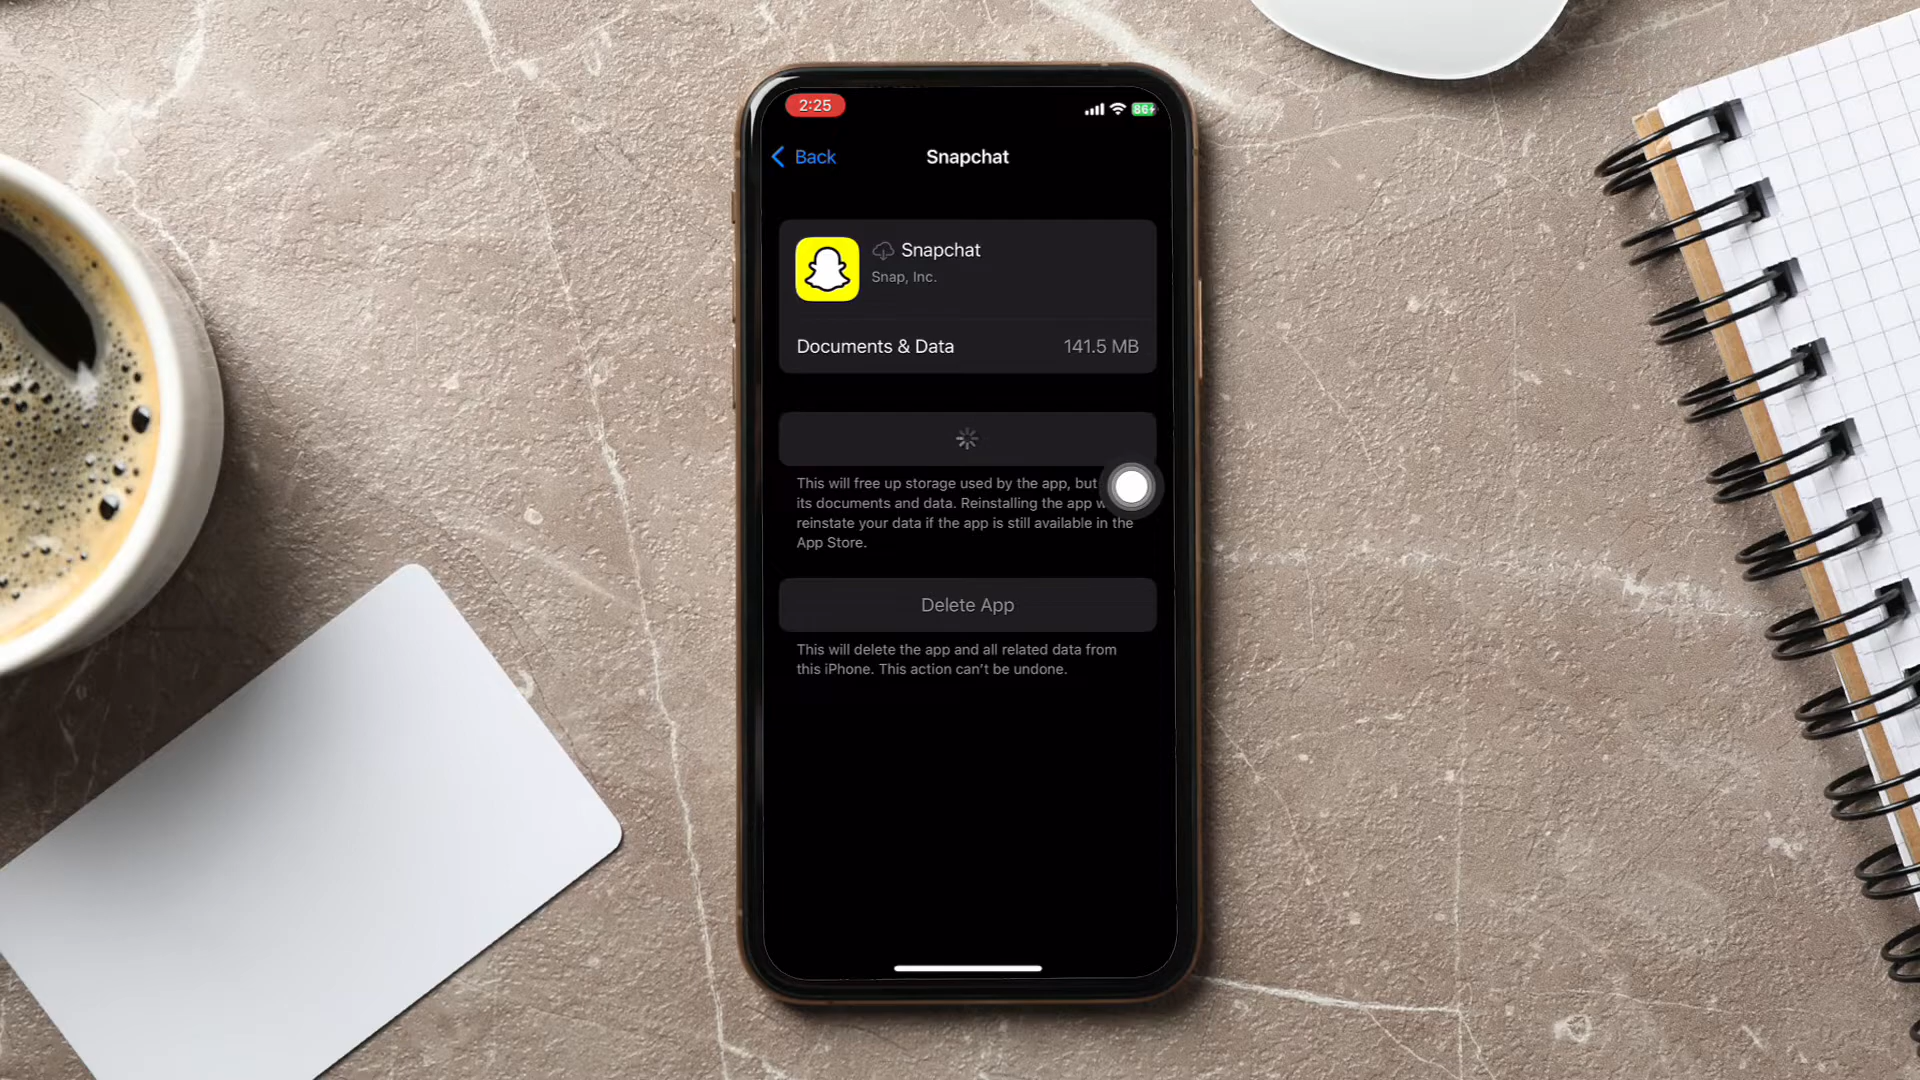 2:25
86
Back
Snapchat
Snapchat
Snap, Inc.
Documents & Data
141.5 MB
This will free up storage used by the app, but
its documents and data. Reinstalling the app
reinstate your data if the app is still available in the
App Store.
Delete App
This will delete the app and all related data from
this iPhone. This action can't be undone.